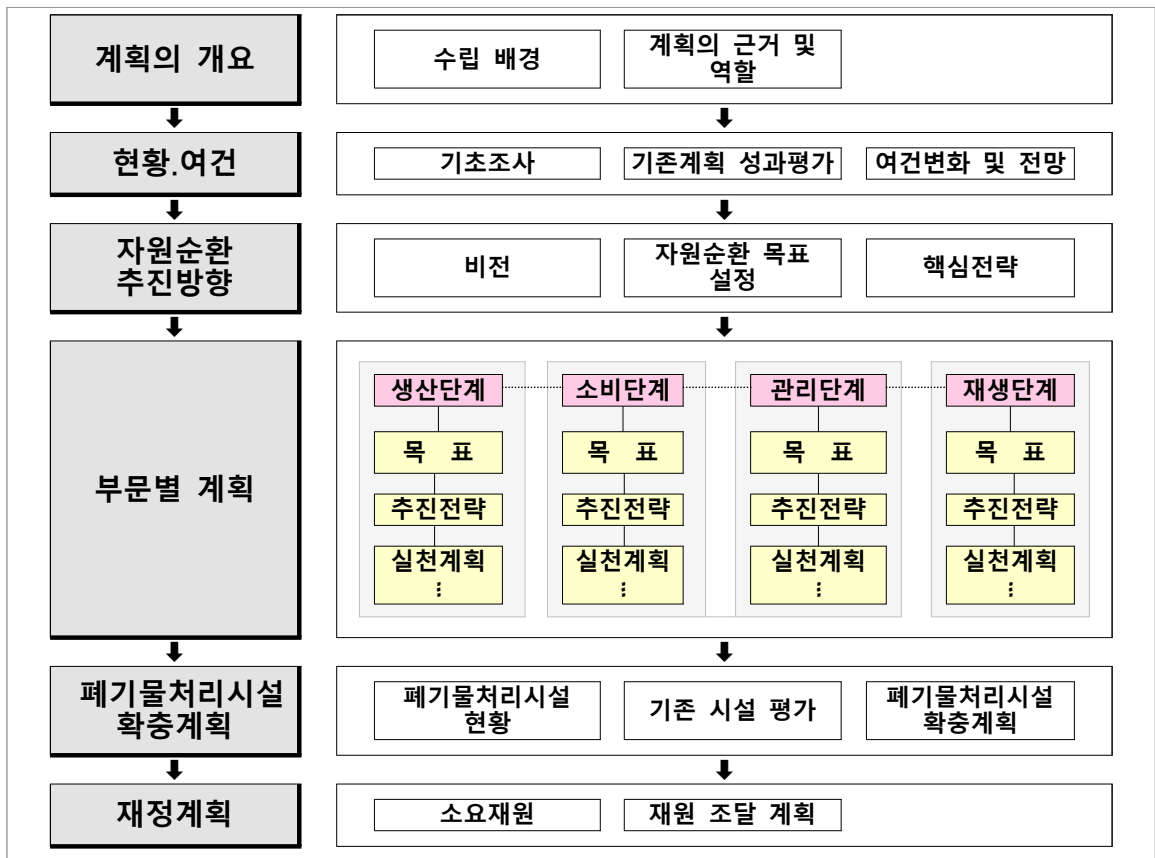 계획의 개요
수립 배경
계획의 근거 및
역할
현황.여건
기초조사
기존계획 성과평가
여건변화 및 전망
자원순환
추진방향
비전
자원순환 목표
설정
핵심전략
부문별 계획
생산단계
목 표
추진전략
실천계획
⋮
소비단계
목 표
추진전략
실천계획
⋮
관리단계
목 표
추진전략
실천계획
⋮
재생단계
목 표
추진전략
실천계획
⋮
폐기물처리시설
확충계획
폐기물처리시설
현황
기존 시설 평가
폐기물처리시설
확충계획
재정계획
소요재원
재원 조달 계획